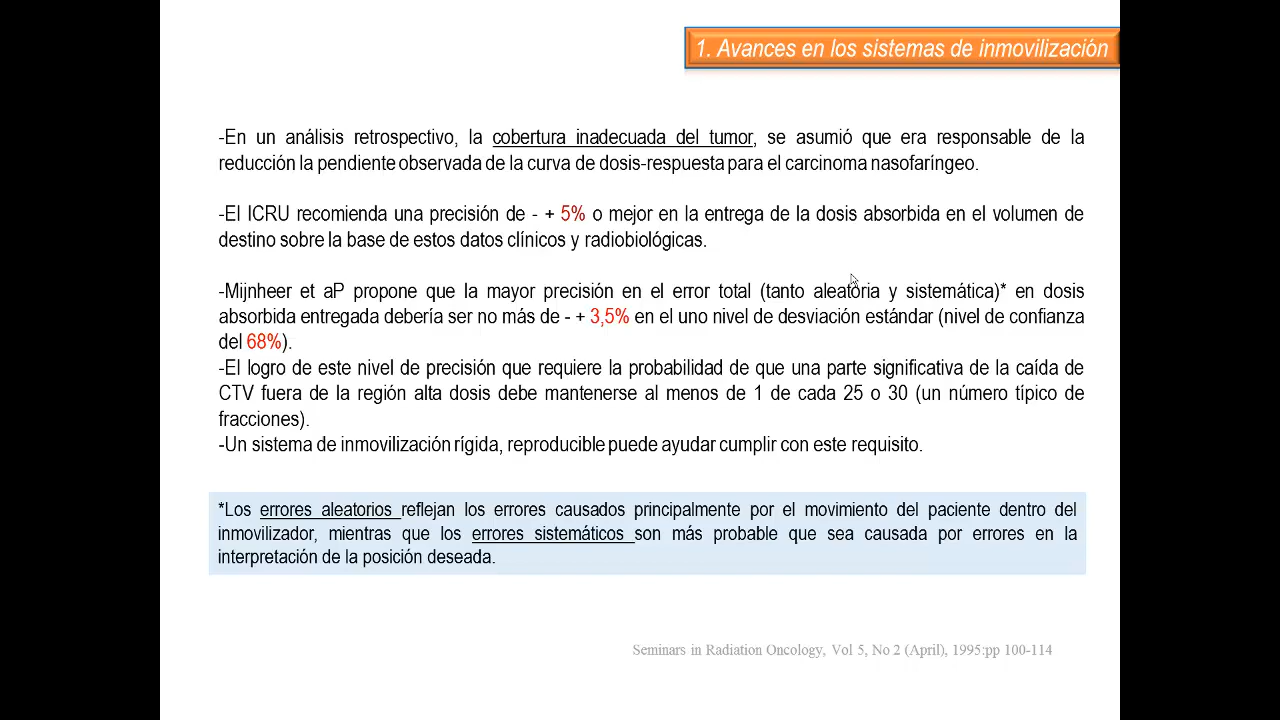 1. Avances en los sistemas de inmovilización
-En un análisis retrospectivo, la cobertura inadecuada del tumor, se asumió que era responsable de la
reducción la pendiente observada de la curva de dosis-respuesta para el carcinoma nasofaríngeo.
-El ICRU recomienda una precisión de - + 5% o mejor en la entrega de la dosis absorbida en el volumen de
destino sobre la base de estos datos clínicos y radiobiológicas.
-Mijnheer et aP propone que la mayor precisión en el error total (tanto aleatoria y sistemática)* en dosis
absorbida entregada debería ser no más de - + 3,5% en el uno nivel de desviación estándar (nivel de confianza
del 68%).
-El logro de este nivel de precisión que requiere la probabilidad de que una parte significativa de la caída de
CTV fuera de la región alta dosis debe mantenerse al menos de 1 de cada 25 o 30 (un número típico de
fracciones).
-Un sistema de inmovilización rígida, reproducible puede ayudar cumplir con este requisito.
*Los errores aleatorios reflejan los errores causados principalmente por el movimiento del paciente dentro del
inmovilizador, mientras que los errores sistemáticos son más probable que sea causada por errores en la
interpretación de la posición deseada.
Seminars in Radiation Oncology, Vol 5, No 2 (April), 1995:pp 100-114